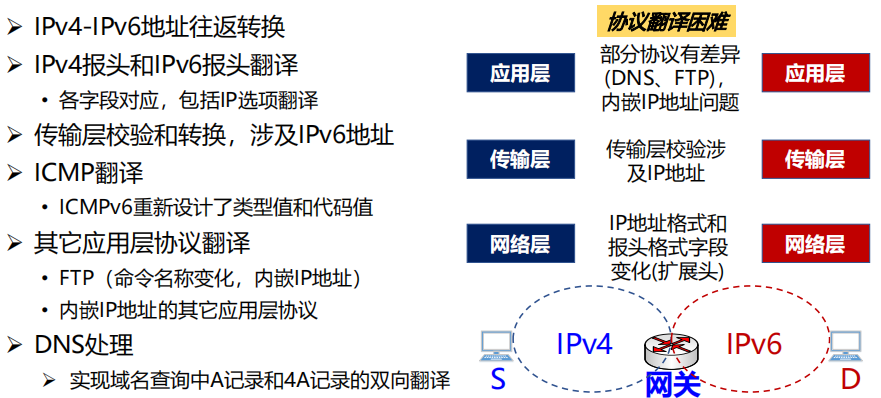 ➢ IPv4-IPv6地址往返转换
➢ IPv4报头和IPv6报头翻译
• 各字段对应，包括IP选项翻译
➢ 传输层校验和转换，涉及IPv6地址
➢ ICMP翻译
• ICMPv6重新设计了类型值和代码值
➢ 其它应用层协议翻译
• FTP（命令名称变化，内嵌IP地址）
• 内嵌IP地址的其它应用层协议
➢ DNS处理
➢ 实现域名查询中A记录和4A记录的双向翻译
协议翻译困难
应用层
部分协议有差异
(DNS、FTP)，
内嵌IP地址问题
应用层
传输层
传输层校验涉
及IP地址
传输层
网络层
IP地址格式和
报头格式字段
变化(扩展头)
网络层
IPv4
IPv6
S
网关
D